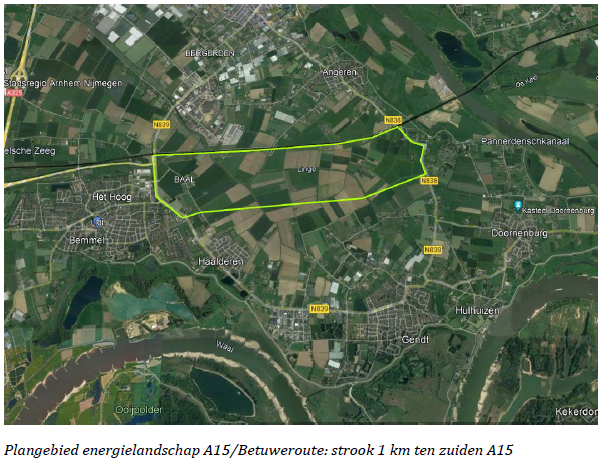 BERGERDEN
Angeren
Stadsregio Arnhem Nijmegen
A325
De Keel
N839
N838
Pannerdenschkanaal
elsche Zeeg
Linge
BAAL
N838
Het Hoog
Kasteel Doornenburg
Bemmel
Doornenburg
N838
Haalderen
Hulhuizen
N839
Gendt
Waal
Ooijpolder
Kekerdom
Plangebied energielandschap A15/Betuweroute: strook 1 km ten zuiden A15